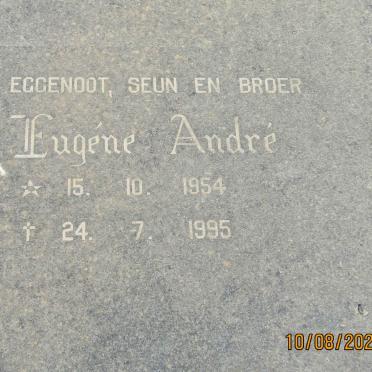 EGGENOOT, SEUN EN BROER
Eugéne André
☆ 15. 10. 1954
† 24. 7. 1995